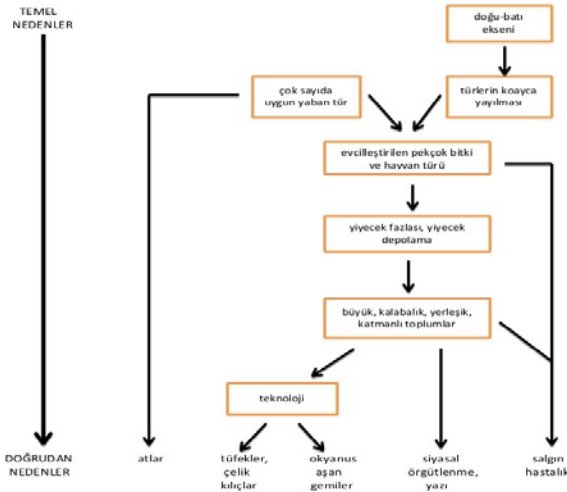 TEMEL
NEDENLER
doğu-batı
ekseni
çok sayıda
uygun yaban tür
türlerin koayca
yayılması
evcilleştirilen pekçok bitki
ve havvan türü
yiyecek fazlası, yiyecek
depolama
büyük, kalabalık, yerleşik,
katmanlı toplumlar
teknoloji
DOĞRUDAN
NEDENLER
atlar
tüfekler,
çelik
kılıçlar
okyanus
aşan
gemiler
siyasal
örgütlenme,
yazı
salgın
hastalık